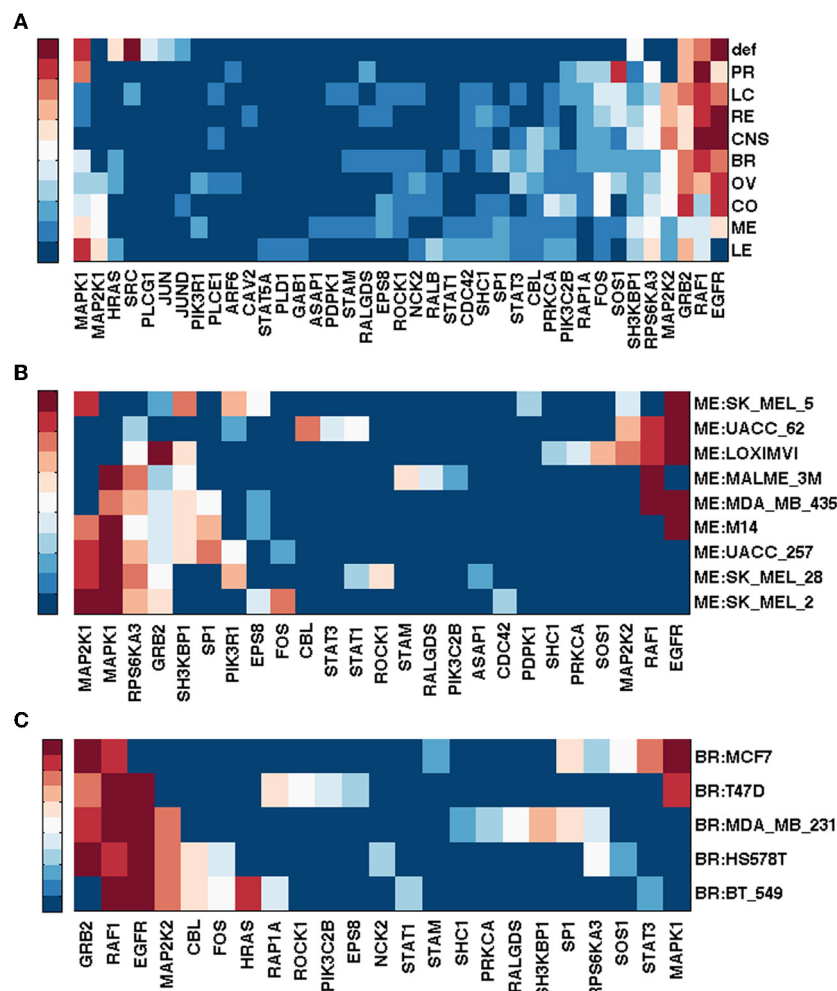 A
def
PR
LC
RE
CNS
BR
OV
CO
ME
LE
MAPK1
MAP2K1
HRAS
SRC
PLCG1
JUN
JUND
PIK3R1
PLCE1
ARF6
CAV2
STAT5A
PLD1
GAB1
ASAP1
PDPK1
STAM
RALGDS
EPS8
ROCK1
NCK2
RALB
STAT1
CDC42
SHC1
SP1
STAT3
CBL
PRKCA
PIK3C2B
RAP1A
FOS
SOS1
SH3KBP1
RPS6KA3
MAP2K2
GRB2
RAF1
EGFR
B
ME:SK_MEL_5
ME:UACC_62
ME:LOXIMVI
ME:MALME_3M
ME:MDA_MB_435
ME:M14
ME:UACC_257
ME:SK_MEL_28
ME:SK_MEL_2
MAP2K1
MAPK1
RPS6KA3
GRB2
SH3KBP1
SP1
PIK3R1
EPS8
FOS
CBL
STAT3
STAT1
ROCK1
STAM
RALGDS
PIK3C2B
ASAP1
CDC42
PDPK1
SHC1
PRKCA
SOS1
MAP2K2
RAF1
EGFR
C
BR:MCF7
BR:T47D
BR:MDA_MB_231
BR:HS578T
BR:BT_549
GRB2
RAF1
EGFR
MAP2K2
CBL
FOS
HRAS
RAP1A
ROCK1
PIK3C2B
EPS8
NCK2
STAT1
STAM
SHC1
PRKCA
RALGDS
SH3KBP1
SP1
RPS6KA3
SOS1
STAT3
MAPK1